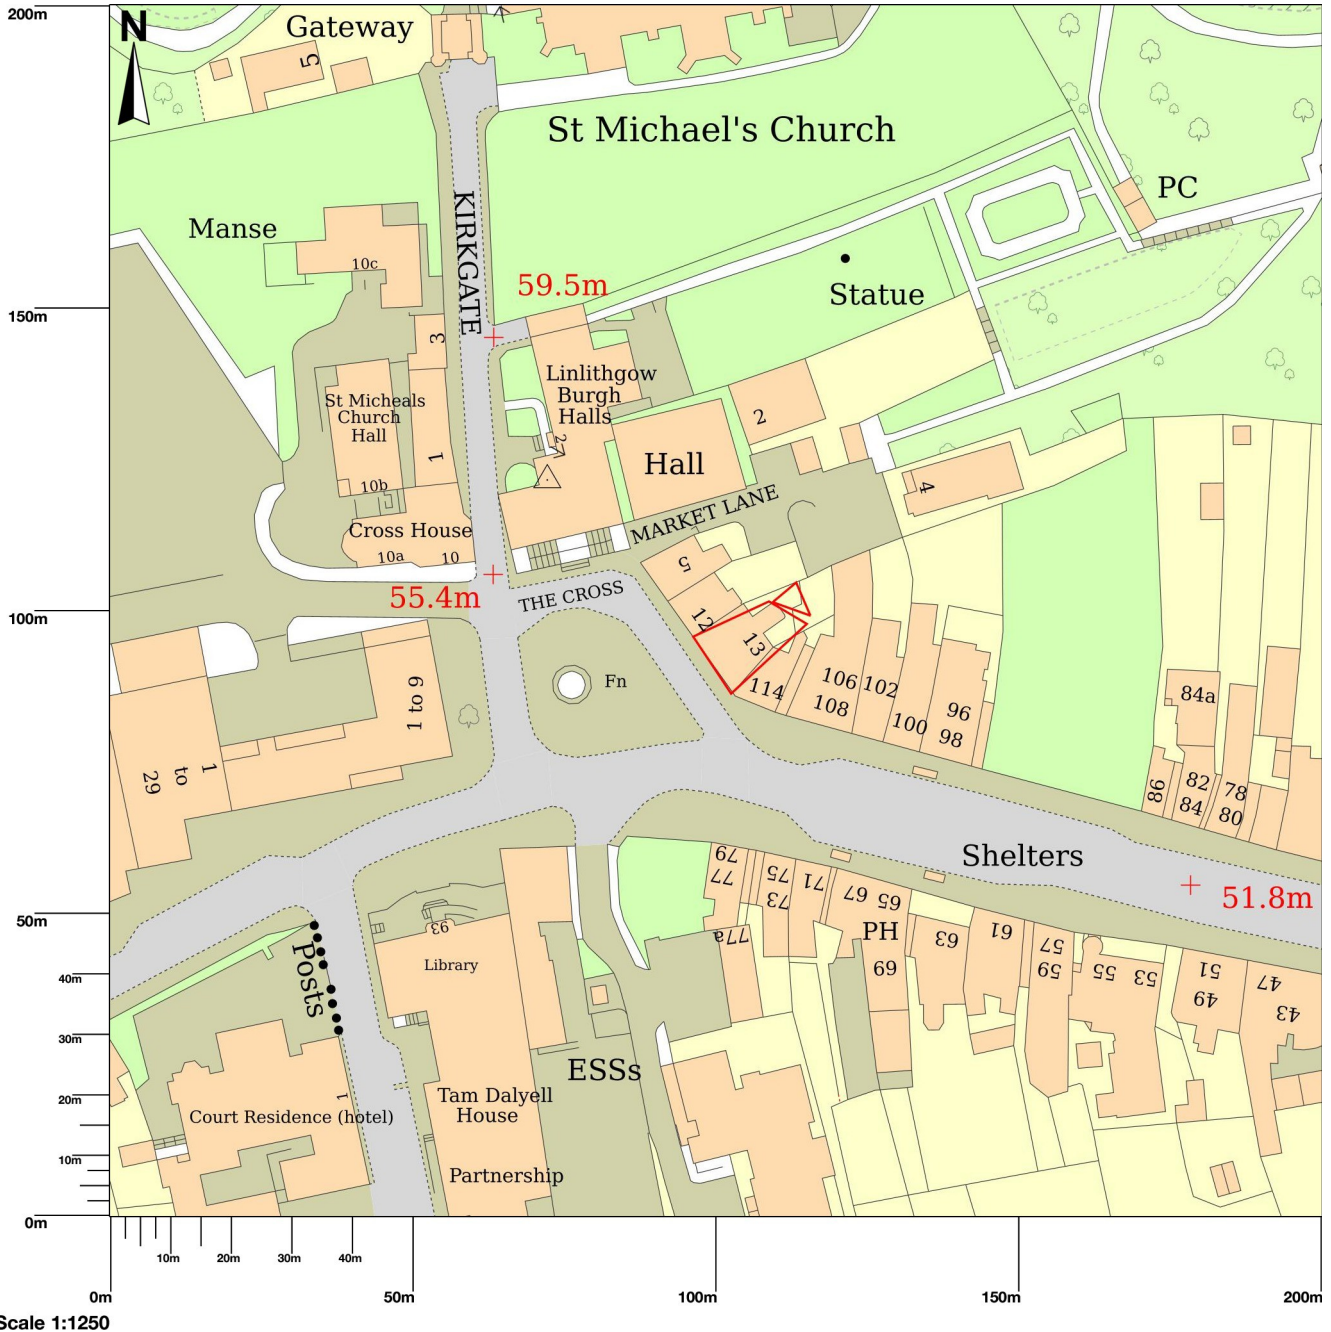 200m
N
Gateway
5
St Michael's Church
PC
KIRKGATE
Manse
10c
59.5m
Statue
150m
3
Linlithgow
Burgh
Halls
St Micheals
Church
Hall
2
27
1
Hall
10b
4
MARKET LANE
Cross House
10a
10
5
55.4m
THE CROSS
100m
12
13
Fn
114
106
102
108
100
96
98
84a
1 to 9
1
to
29
86
82
84
78
80
79
77
75
73
71
67
65
Shelters
51.8m
50m
93
77a
PH
69
63
61
57
59
55
53
51
49
47
43
Posts
Library
40m
30m
ESSs
20m
Court Residence (hotel)
1
Tam Dalyell
House
10m
Partnership
0m
10m
20m
30m
40m
0m
50m
100m
150m
200m
Scale 1:1250